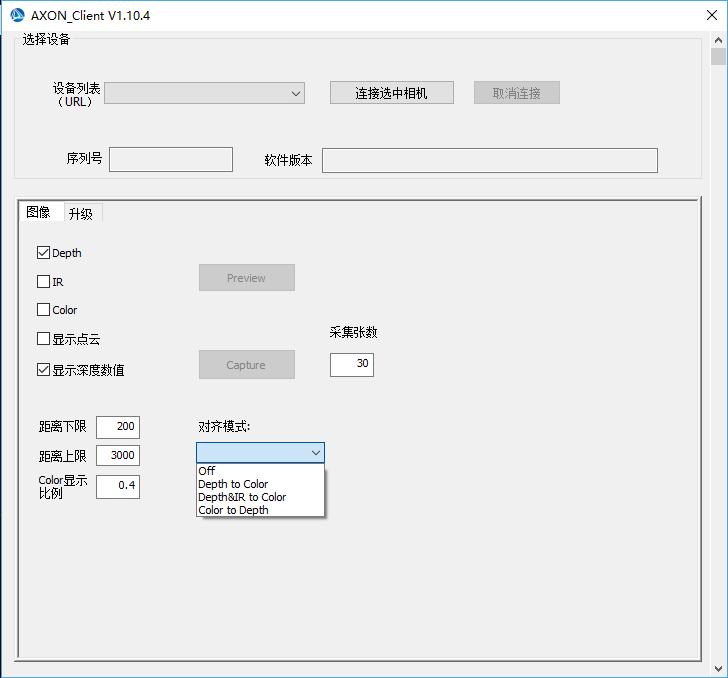 AXON_Client V1.10.4
选择设备
设备列表
（URL）
连接选中相机
取消连接
序列号
软件版本
图像
升级
Depth
IR
Preview
Color
显示点云
采集张数
显示深度数值
Capture
30
距离下限
200
对齐模式:
距离上限
3000
Color显示
比例
0.4
Off
Depth to Color
Depth&IR to Color
Color to Depth